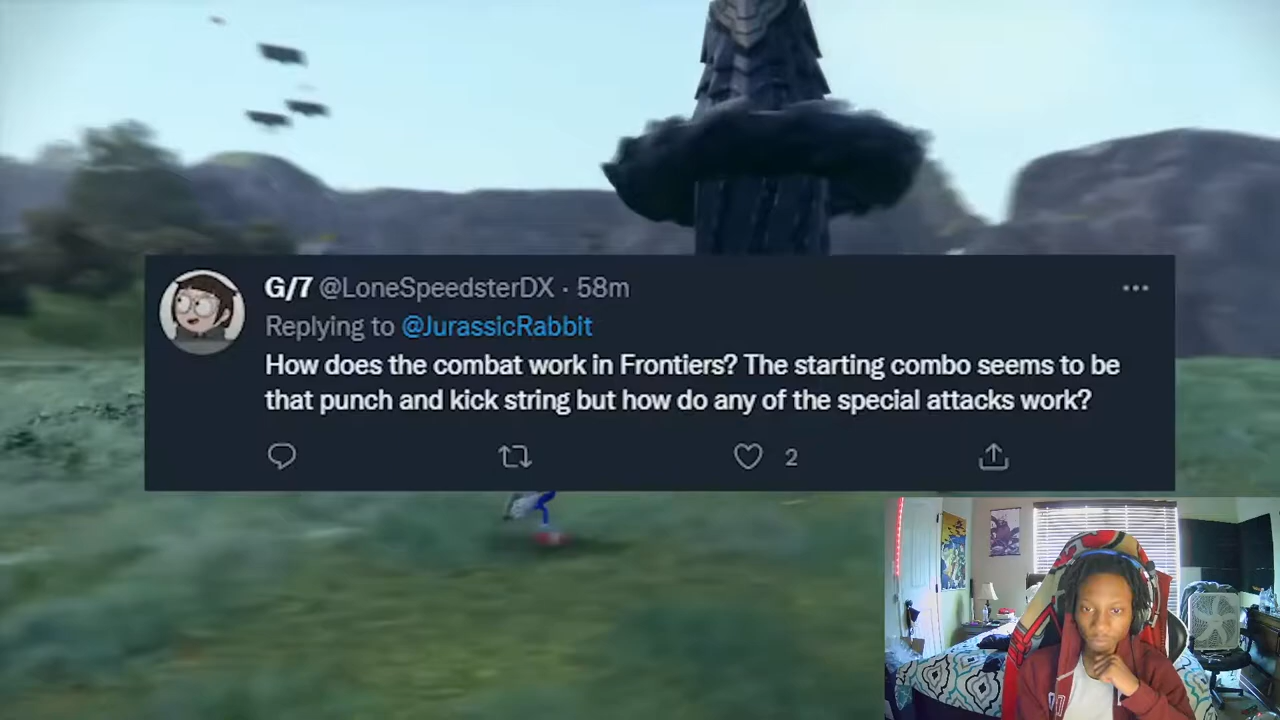 G/7 @LoneSpeedsterDX · 58m
Replying to @JurassicRabbit
How does the combat work in Frontiers? The starting combo seems to be
that punch and kick string but how do any of the special attacks work?
2